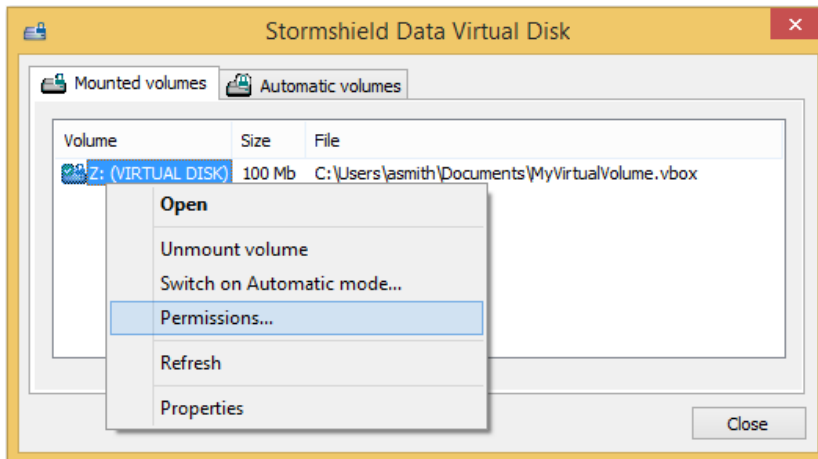 Stormshield Data Virtual Disk
Mounted volumes Automatic volumes
Volume Size File
Z: (VIRTUAL DISK) 100 Mb C:\Users\asmith\Documents\MyVirtualVolume.vbox
Open
Unmount volume
Switch on Automatic mode...
Permissions...
Refresh
Properties
Close